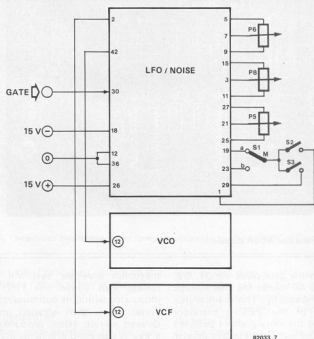 2
42
GATE
30
15 V −
18
0
12
36
15 V +
26
LFO / NOISE
5
7
9
P6
15
3
11
P8
27
21
25
P5
19
a
S1
M
S2
S3
23
b
29
1
12
VCO
12
VCF
82033 7